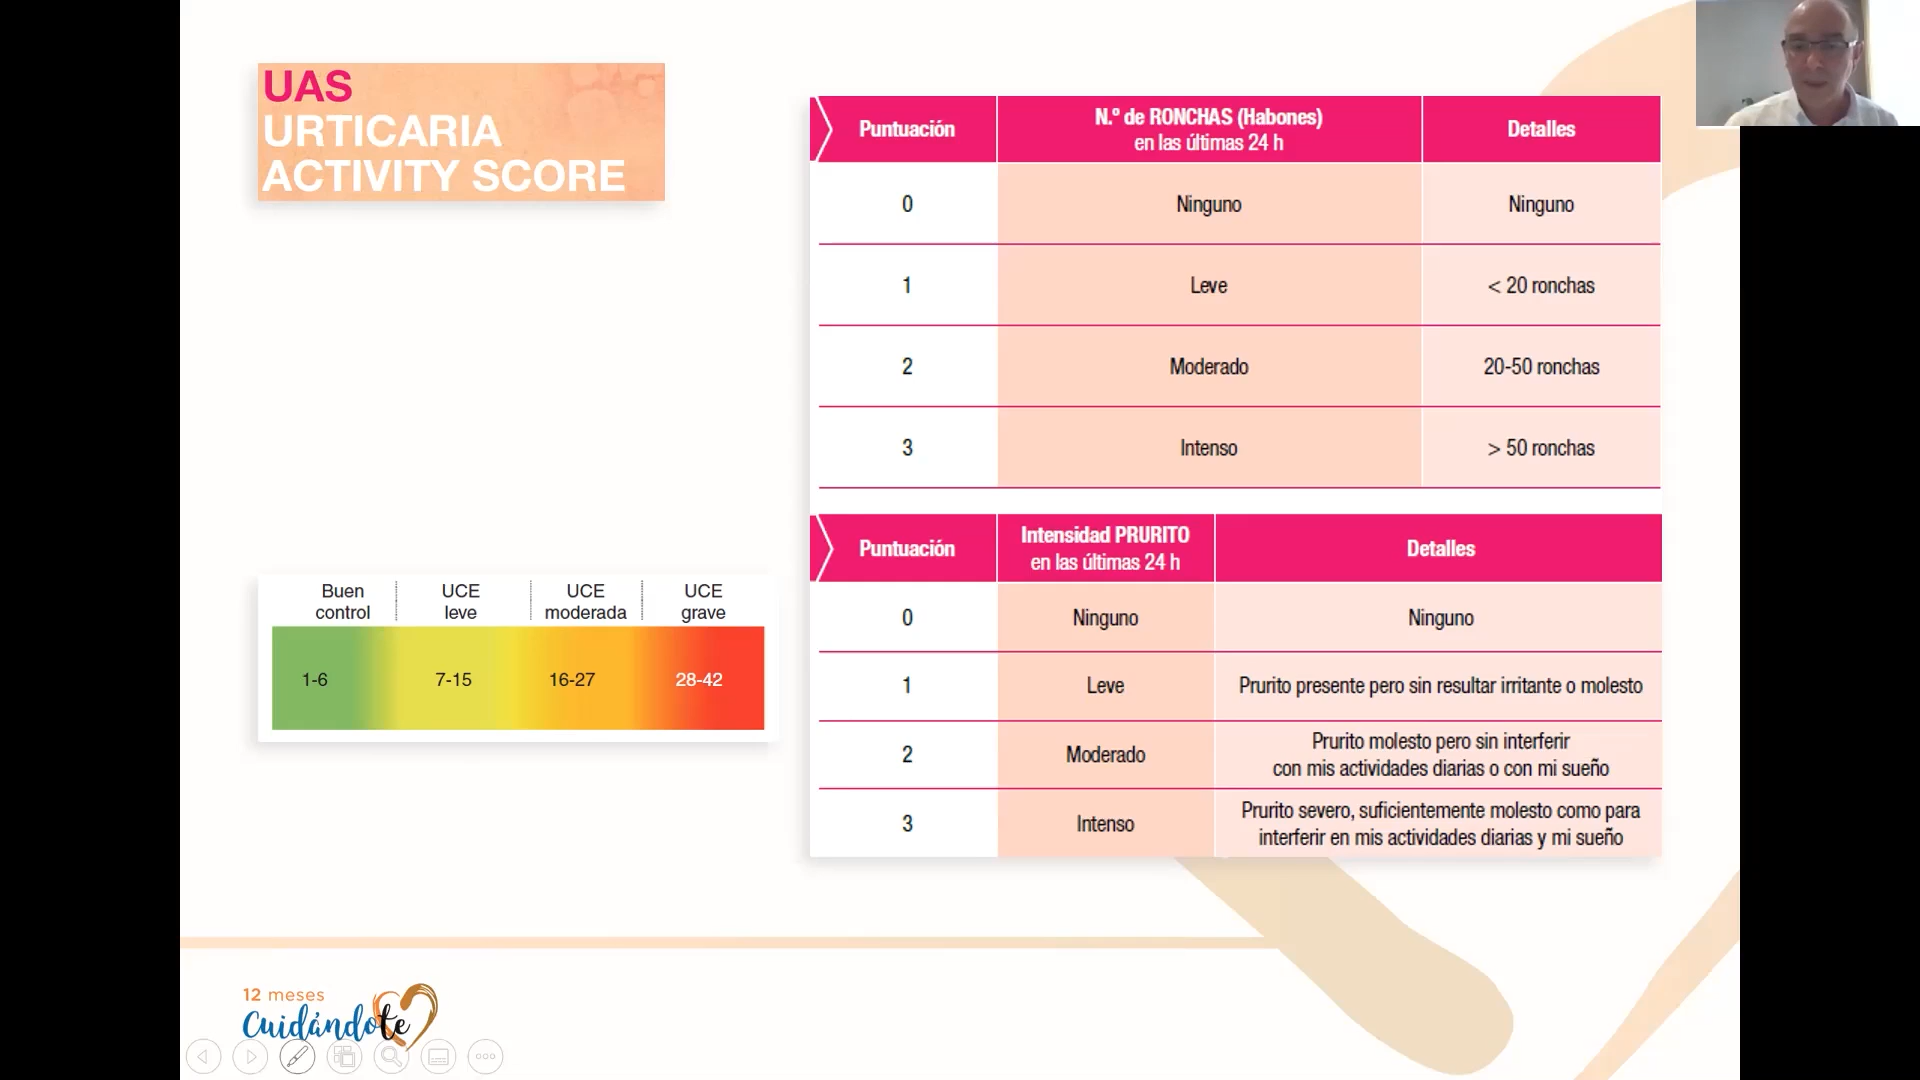 UAS
URTICARIA
ACTIVITY SCORE
Puntuación
N.º de RONCHAS (Habones)
en las últimas 24 h
Detalles
0
Ninguno
Ninguno
1
Leve
< 20 ronchas
2
Moderado
20-50 ronchas
3
Intenso
> 50 ronchas
Puntuación
Intensidad PRURITO
en las últimas 24 h
Detalles
0
Ninguno
Ninguno
1
Leve
Prurito presente pero sin resultar irritante o molesto
2
Moderado
Prurito molesto pero sin interferir
con mis actividades diarias o con mi sueño
3
Intenso
Prurito severo, suficientemente molesto como para
interferir en mis actividades diarias y mi sueño
Buen
control
UCE
leve
UCE
moderada
UCE
grave
1-6
7-15
16-27
28-42
12 meses
Cuidándote